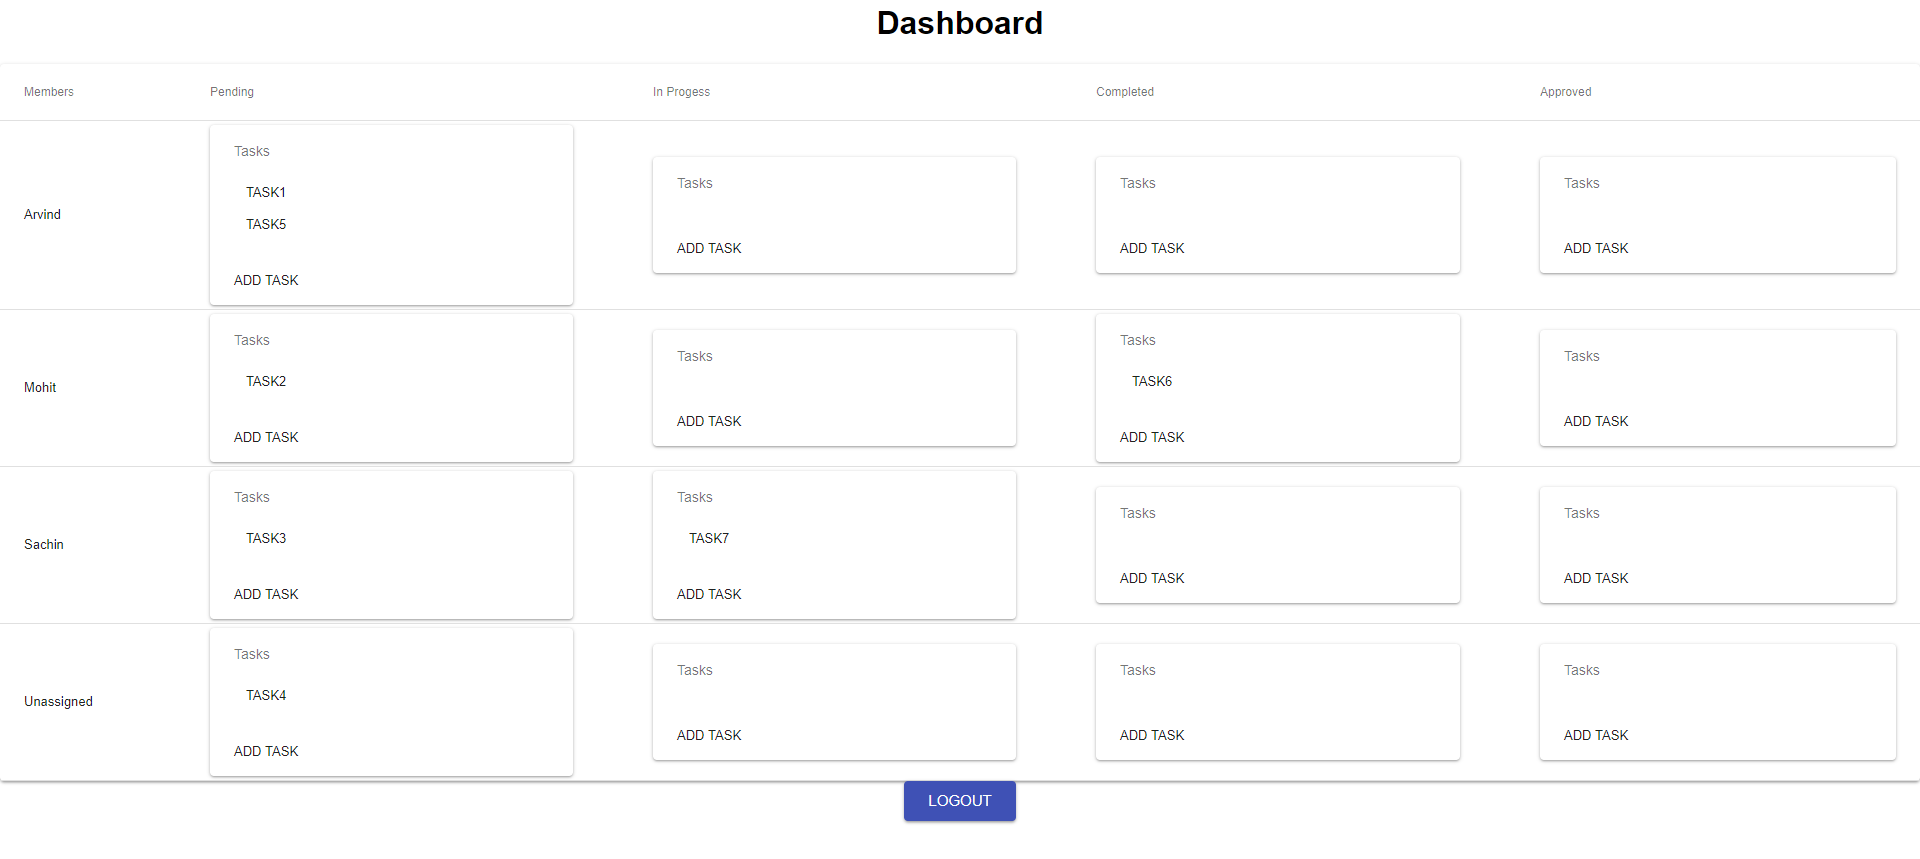 Dashboard
Members Pending In Progess Completed Approved
Arvind
Tasks
TASK1
TASK5
ADD TASK
Tasks
ADD TASK
Tasks
ADD TASK
Tasks
ADD TASK
Mohit
Tasks
TASK2
ADD TASK
Tasks
ADD TASK
Tasks
TASK6
ADD TASK
Tasks
ADD TASK
Sachin
Tasks
TASK3
ADD TASK
Tasks
TASK7
ADD TASK
Tasks
ADD TASK
Tasks
ADD TASK
Unassigned
Tasks
TASK4
ADD TASK
Tasks
ADD TASK
Tasks
ADD TASK
Tasks
ADD TASK
LOGOUT